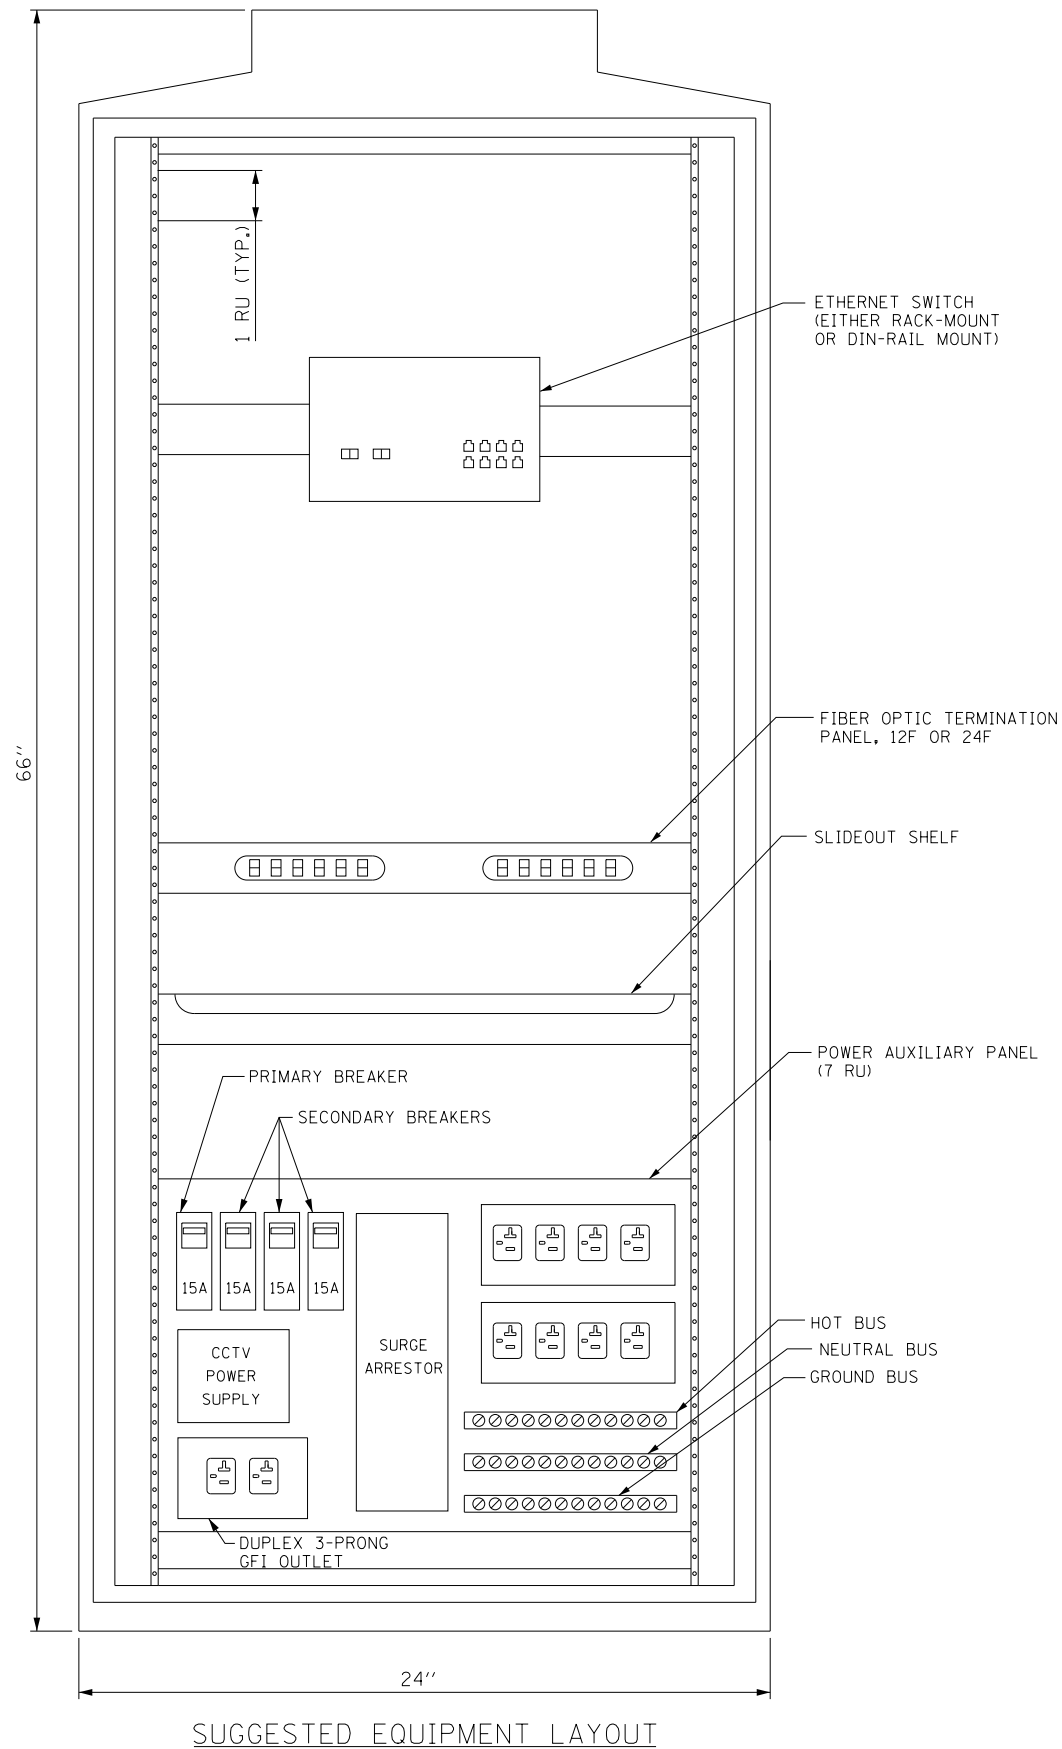 1 RU (TYP.)
ETHERNET SWITCH
(EITHER RACK-MOUNT
OR DIN-RAIL MOUNT)
66''
FIBER OPTIC TERMINATION
PANEL, 12F OR 24F
SLIDEOUT SHELF
POWER AUXILIARY PANEL
(7 RU)
PRIMARY BREAKER
SECONDARY BREAKERS
15A 15A 15A 15A
SURGE
ARRESTOR
CCTV
POWER
SUPPLY
HOT BUS
NEUTRAL BUS
GROUND BUS
DUPLEX 3-PRONG
GFI OUTLET
24''
SUGGESTED EQUIPMENT LAYOUT